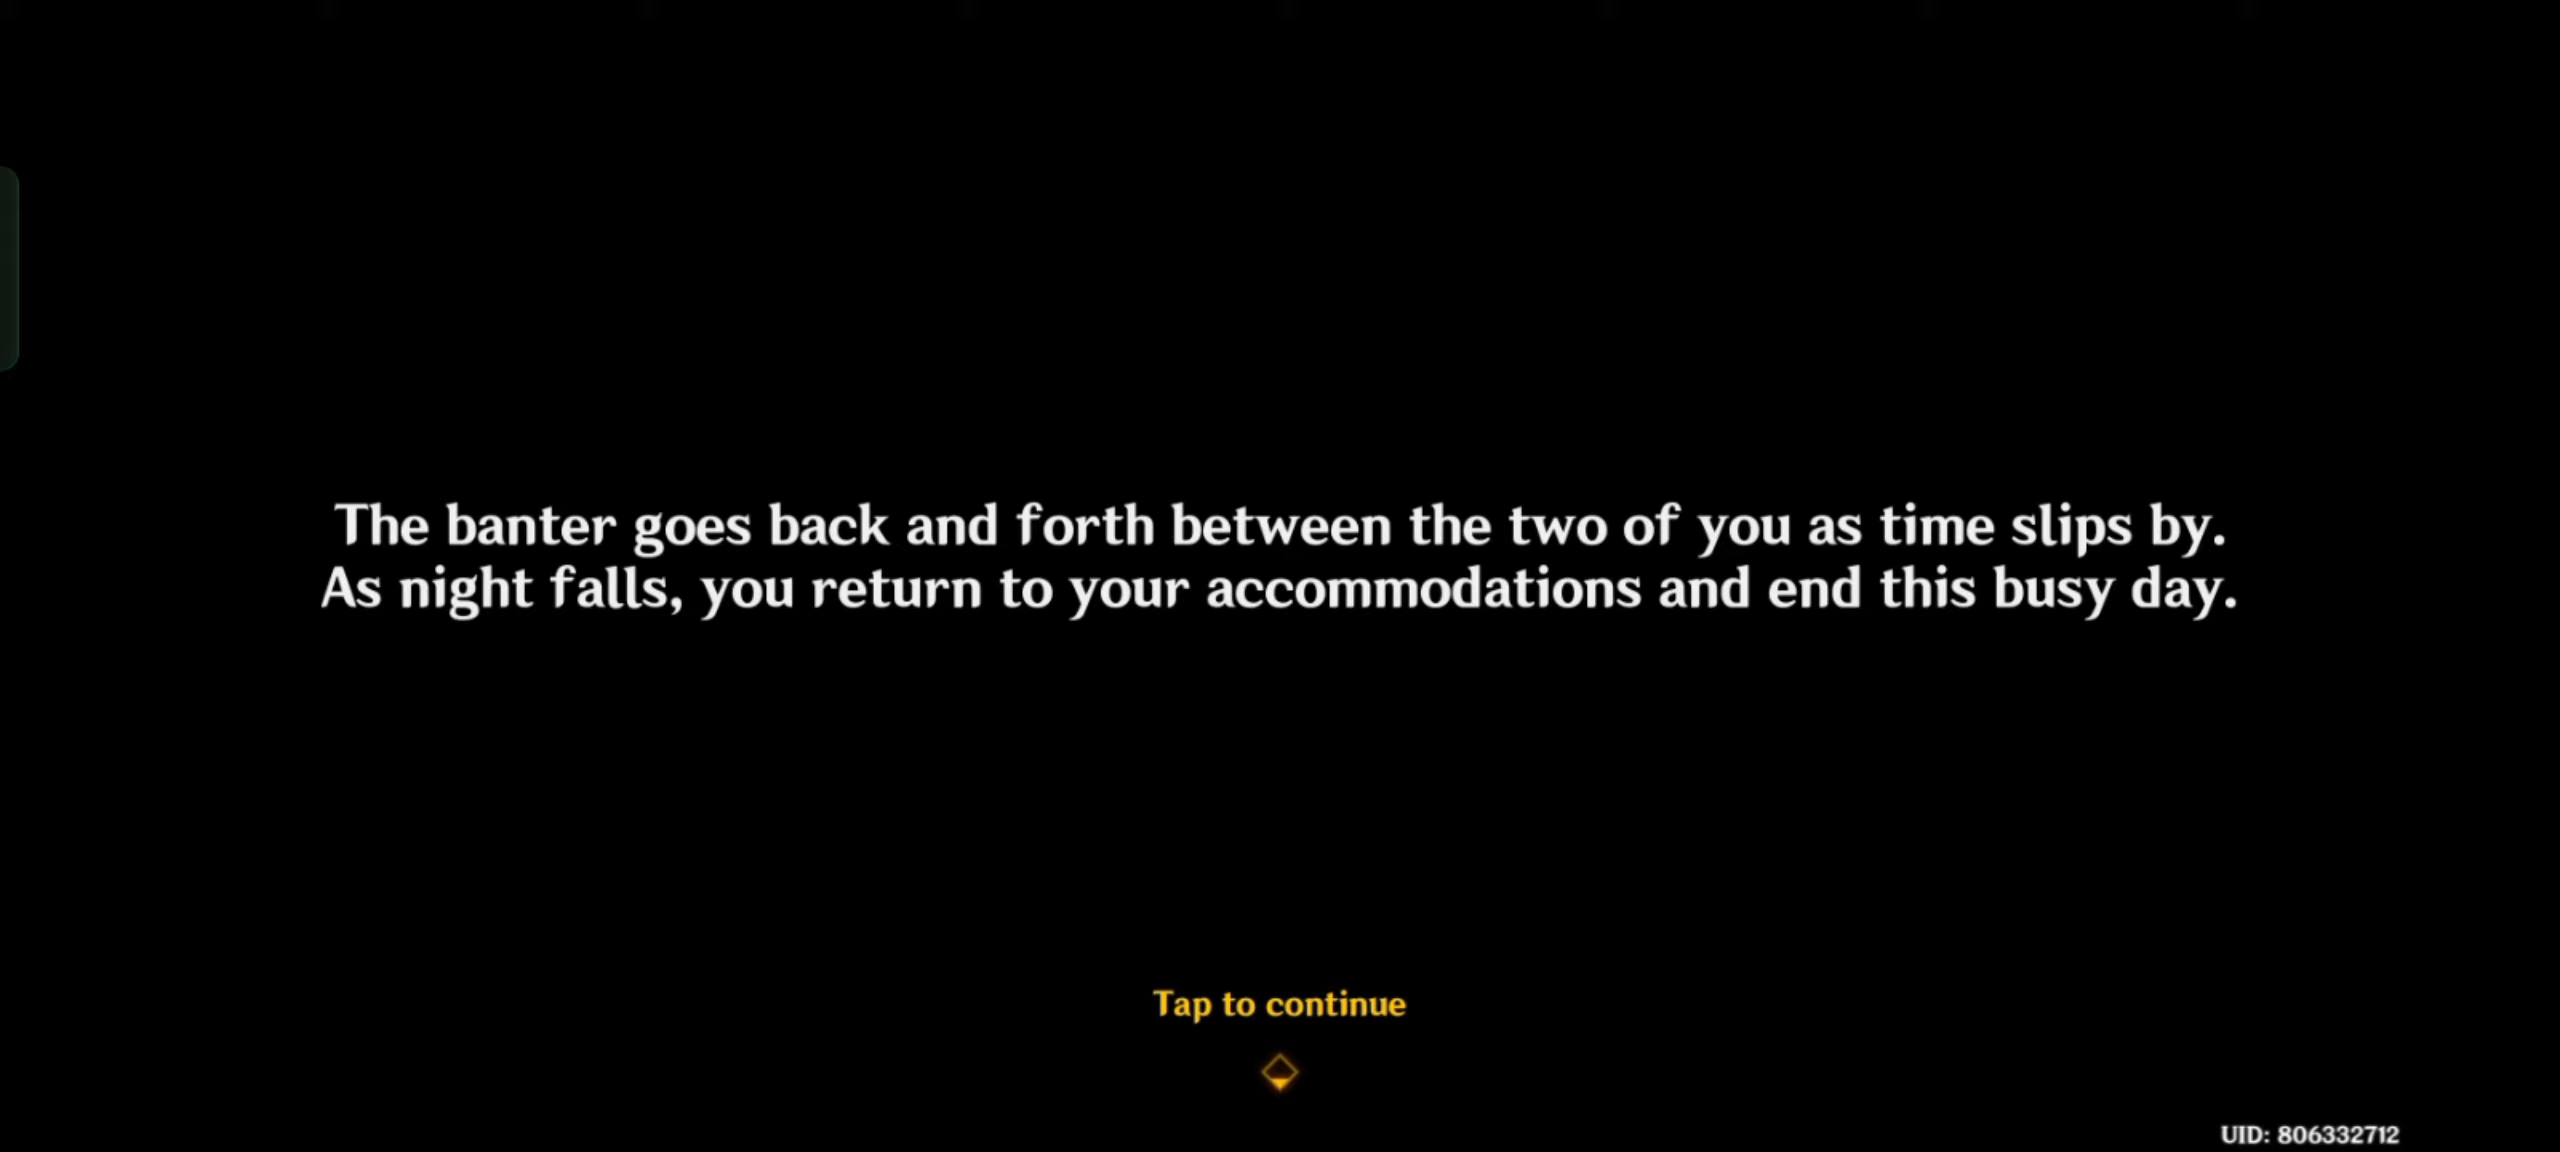 The banter goes back and forth between the two of you as time slips by.
As night falls, you return to your accommodations and end this busy day.
Tap to continue
UID: 806332712